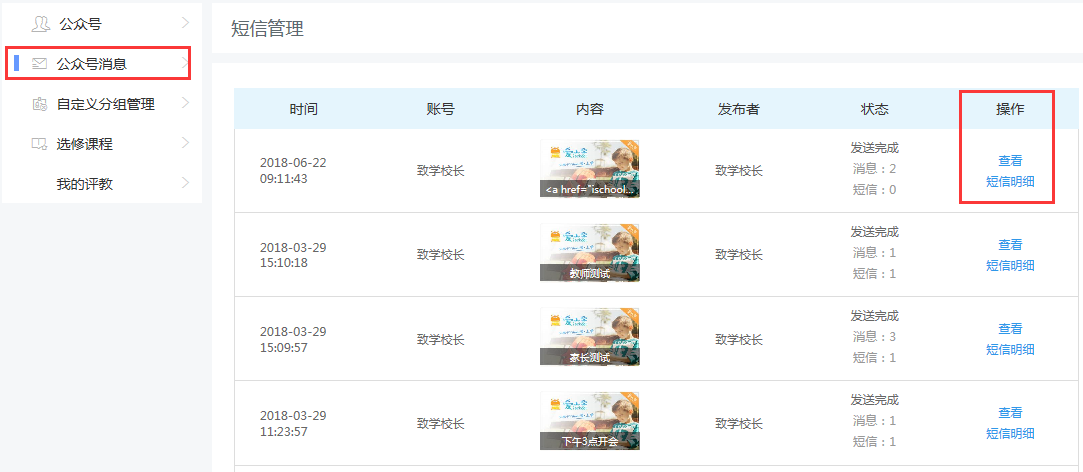 公众号
公众号消息
自定义分组管理
选修课程
我的评教
短信管理
时间 账号 内容 发布者 状态 操作
2018-06-22
09:11:43
致学校长
<a href="ischool...
致学校长
发送完成
消息：2
短信：0
查看
短信明细
2018-03-29
15:10:18
致学校长
教师测试
致学校长
发送完成
消息：1
短信：1
查看
短信明细
2018-03-29
15:09:57
致学校长
家长测试
致学校长
发送完成
消息：3
短信：1
查看
短信明细
2018-03-29
11:23:57
致学校长
下午3点开会
致学校长
发送完成
消息：1
短信：1
查看
短信明细